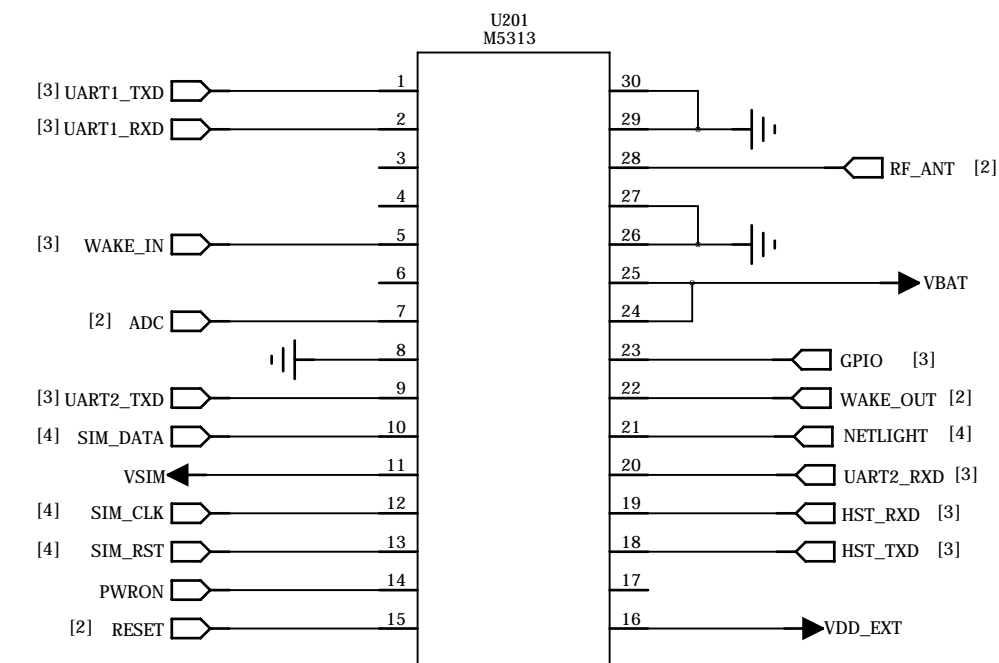 U201
M5313
[3] UART1_TXD 1 30
[3] UART1_RXD 2 29
3 28 RF_ANT [2]
4 27
[3] WAKE_IN 5 26
6 25 VBAT
[2] ADC 7 24
8 23 GPIO [3]
[3] UART2_TXD 9 22 WAKE_OUT [2]
[4] SIM_DATA 10 21 NETLIGHT [4]
VSIM 11 20 UART2_RXD [3]
[4] SIM_CLK 12 19 HST_RXD [3]
[4] SIM_RST 13 18 HST_TXD [3]
PWRON 14 17
[2] RESET 15 16 VDD_EXT